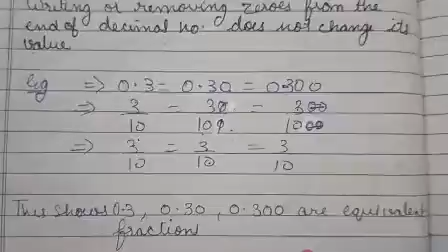 Writing or removing zeroes from the
end of decimal no. does not change its
value
Eg => 0.3 = 0.30 = 0.300
=> 3/10 = 30/100 = 300/1000
=> 3/10 = 3/10 = 3/10
This shows 0.3, 0.30, 0.300 are equivalent
fraction